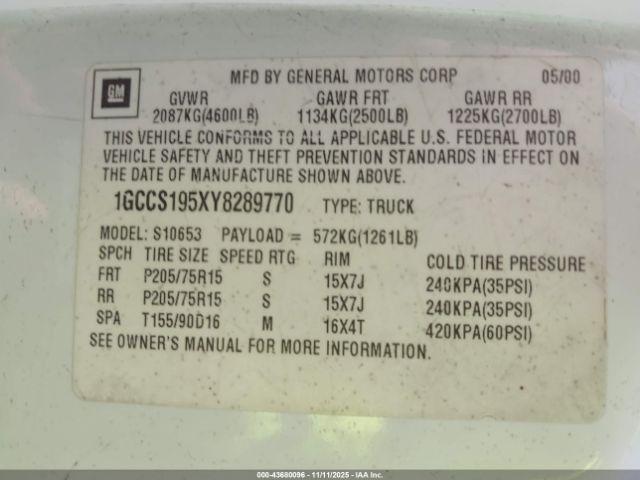 GM
MFD BY GENERAL MOTORS CORP 05/00
GVWR GAWR FRT GAWR RR
2087KG(4600LB) 1134KG(2500LB) 1225KG(2700LB)
THIS VEHICLE CONFORMS TO ALL APPLICABLE U.S. FEDERAL MOTOR
VEHICLE SAFETY AND THEFT PREVENTION STANDARDS IN EFFECT ON
THE DATE OF MANUFACTURE SHOWN ABOVE.
1GCCS195XY8289770 TYPE: TRUCK
MODEL: S10653 PAYLOAD = 572KG(1261LB)
SPCH TIRE SIZE SPEED RTG RIM COLD TIRE PRESSURE
FRT P205/75R15 S 15X7J 240KPA(35PSI)
RR P205/75R15 S 15X7J 240KPA(35PSI)
SPA T155/90D16 M 16X4T 420KPA(60PSI)
SEE OWNER'S MANUAL FOR MORE INFORMATION.
000-43680096 - 11/11/2025 - IAAI.COM